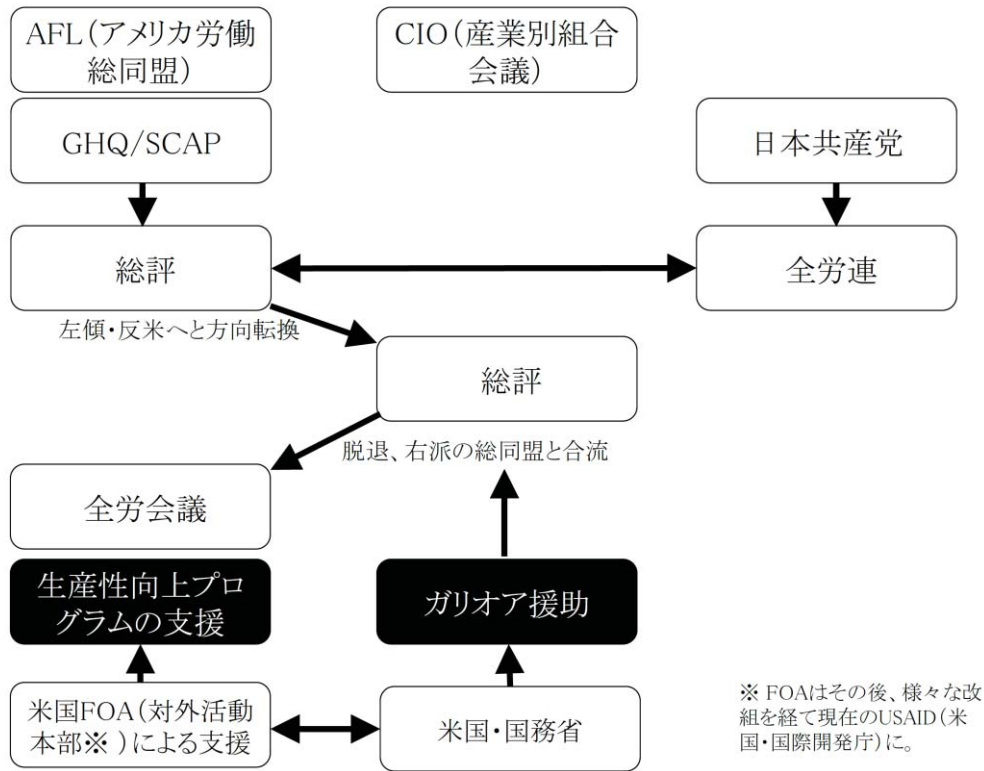 AFL(アメリカ労働
総同盟)
CIO(産業別組合
会議)
GHQ/SCAP
日本共産党
総評
全労連
左傾・反米へと方向転換
総評
脱退、右派の総同盟と合流
全労会議
生産性向上プロ
グラムの支援
ガリオア援助
米国FOA(対外活動
本部※ )による支援
米国・国務省
※ FOAはその後、様々な改
組を経て現在のUSAID(米
国・国際開発庁)に。